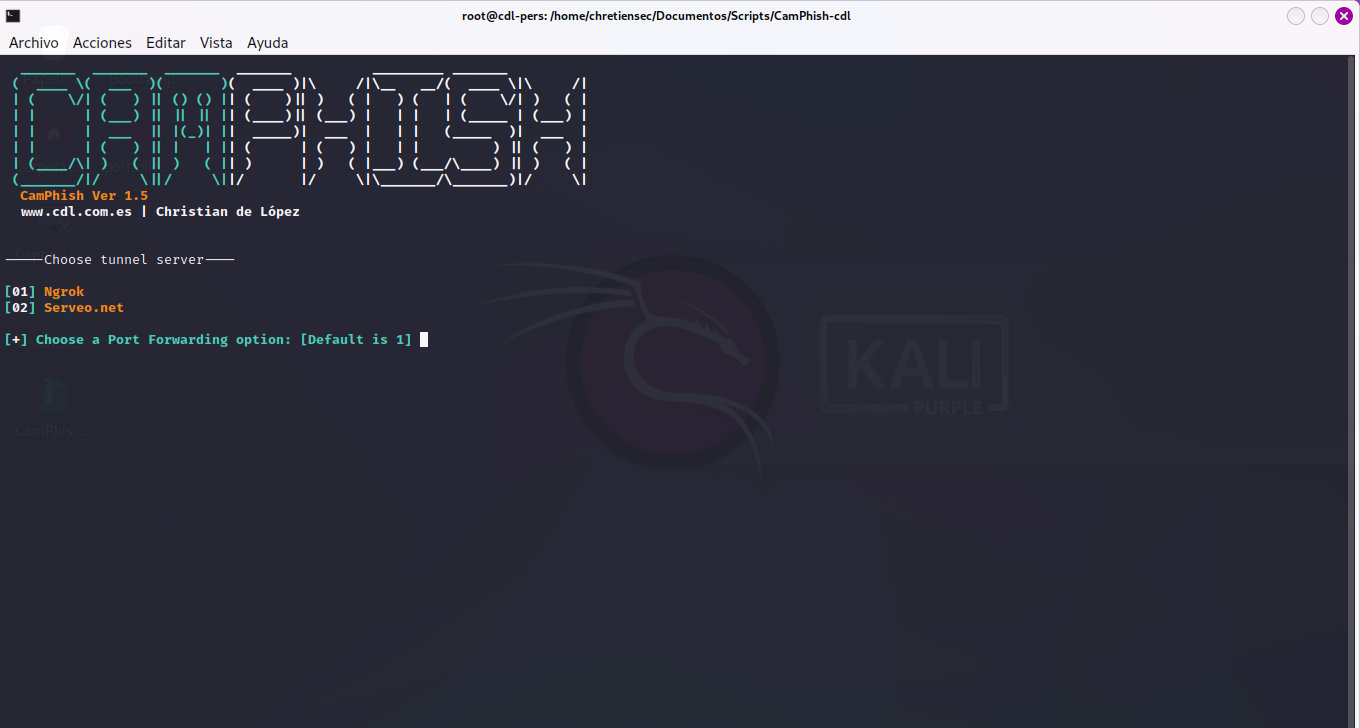 root@cdl-pers: /home/chretiensec/Documentos/Scripts/CamPhish-cdl
Archivo Acciones Editar Vista Ayuda
CAMPHISH
CamPhish Ver 1.5
www.cdl.com.es | Christian de López
-----Choose tunnel server----
[01] Ngrok
[02] Serveo.net
[+] Choose a Port Forwarding option: [Default is 1]
KALI
PURPLE
CamPhis...